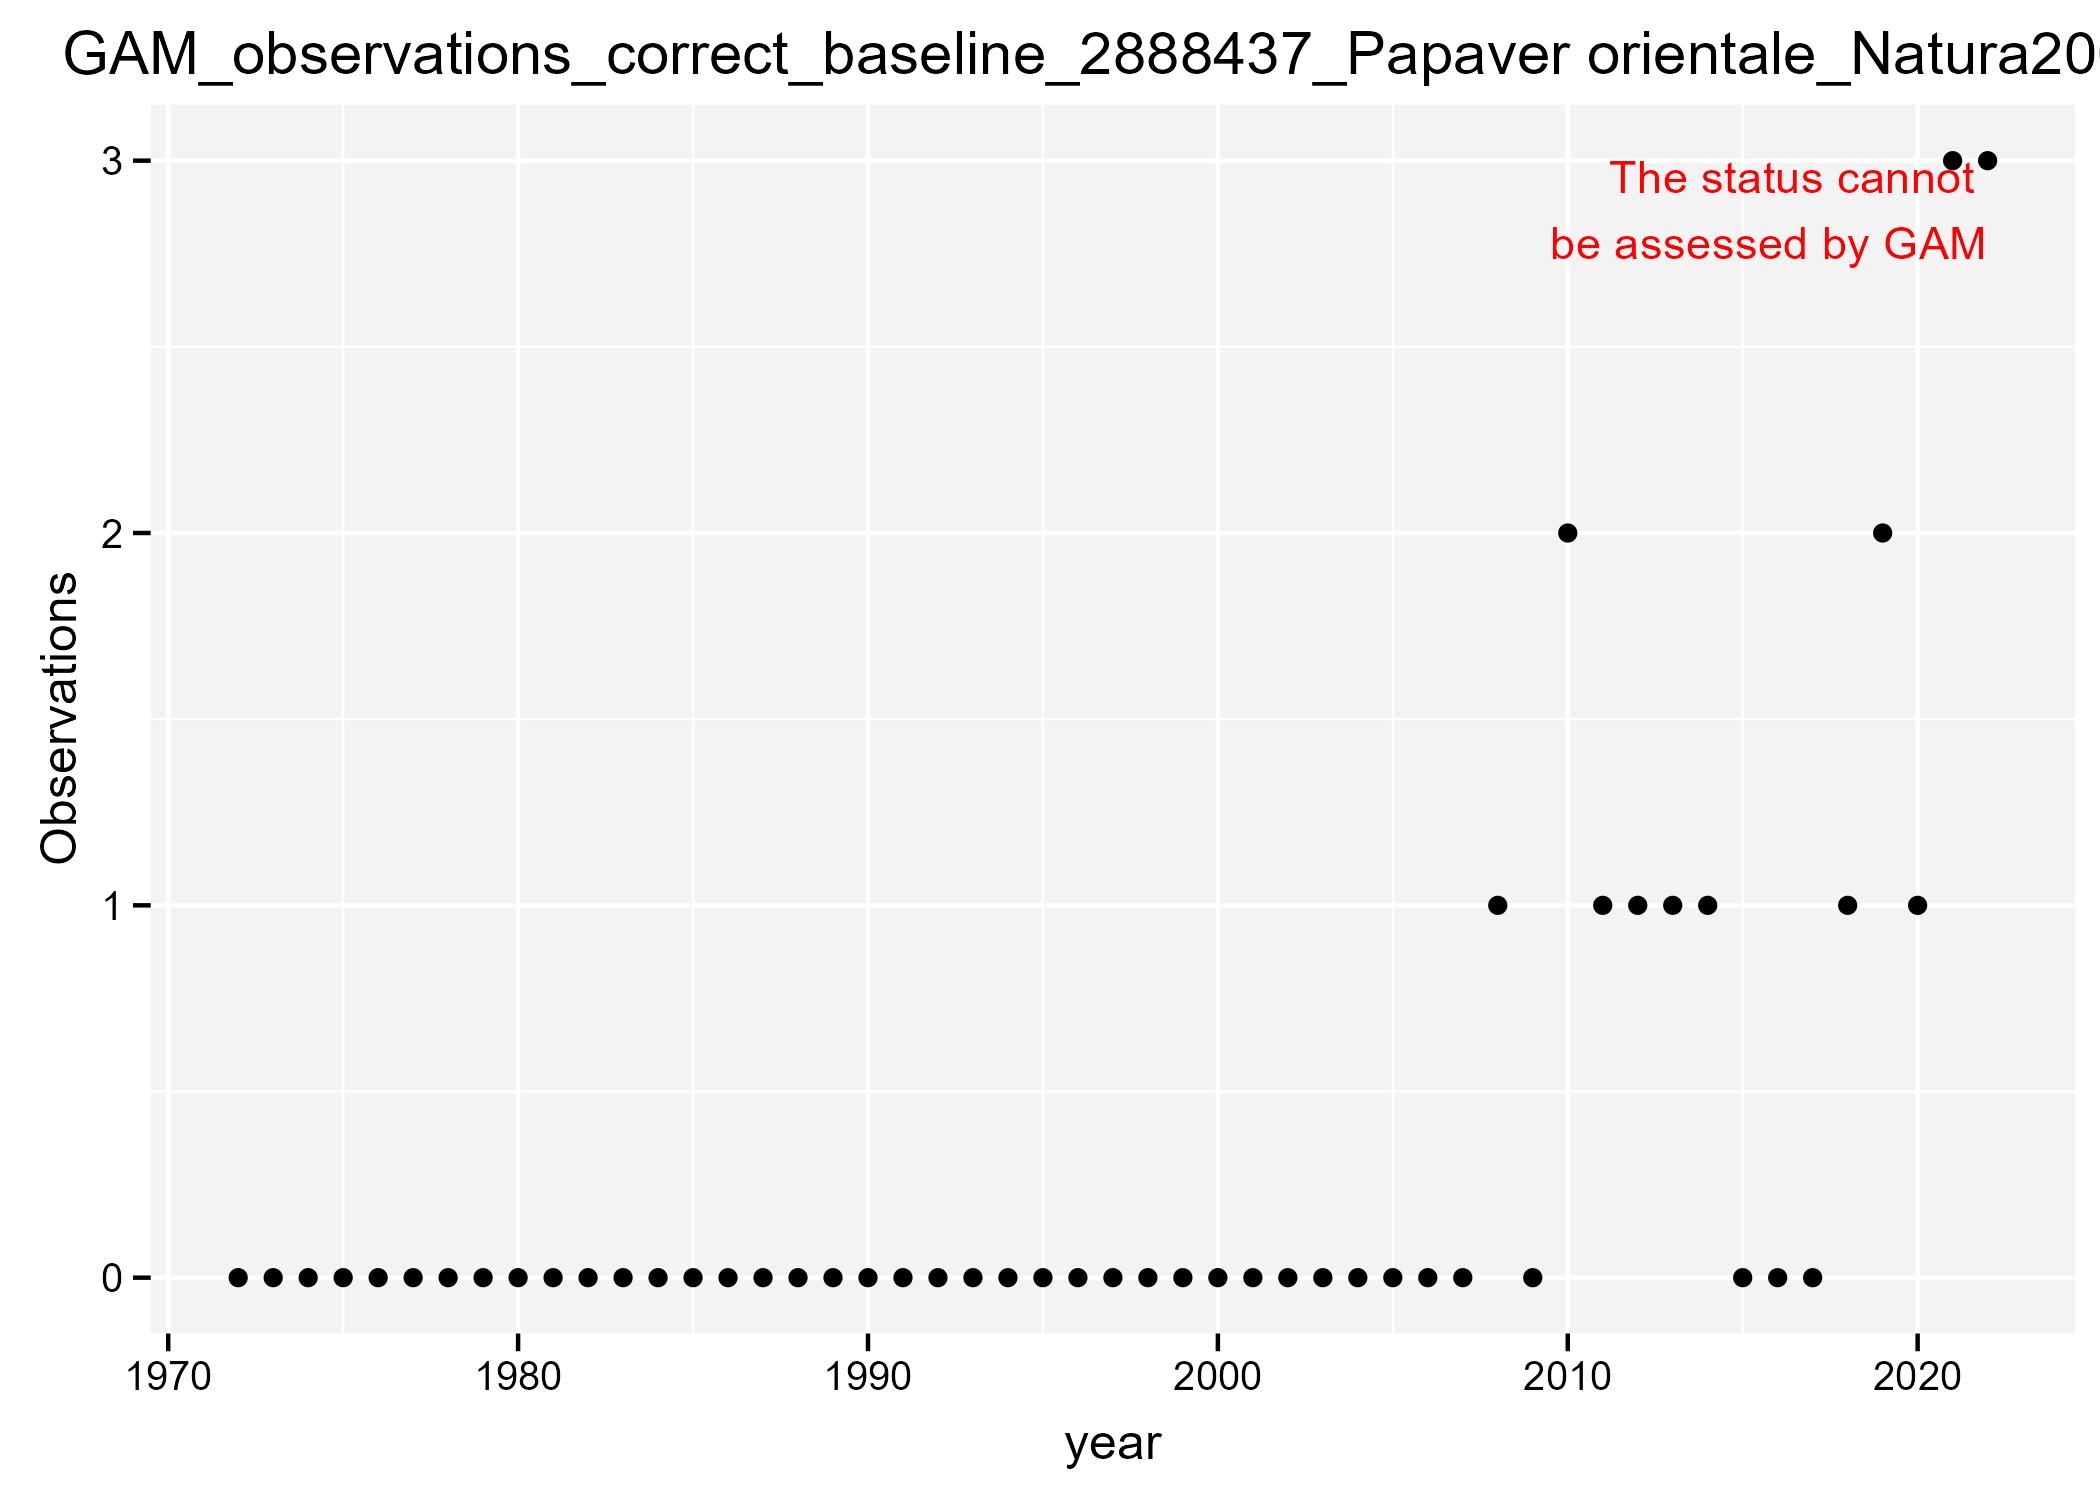 GAM_observations_correct_baseline_2888437_Papaver orientale_Natura20
The status cannot
be assessed by GAM
3
2
1
0
Observations
1970 1980 1990 2000 2010 2020
year